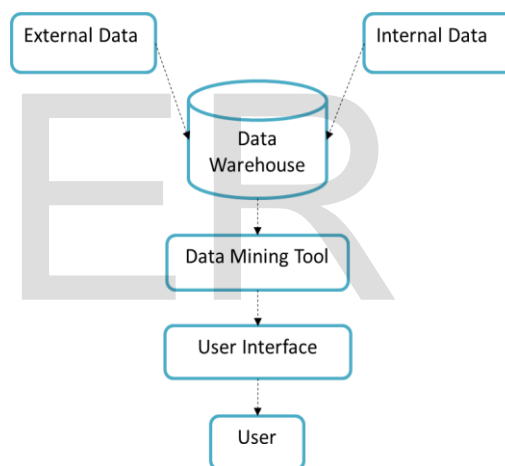 External Data
Internal Data
Data
Warehouse
Data Mining Tool
User Interface
User
ER